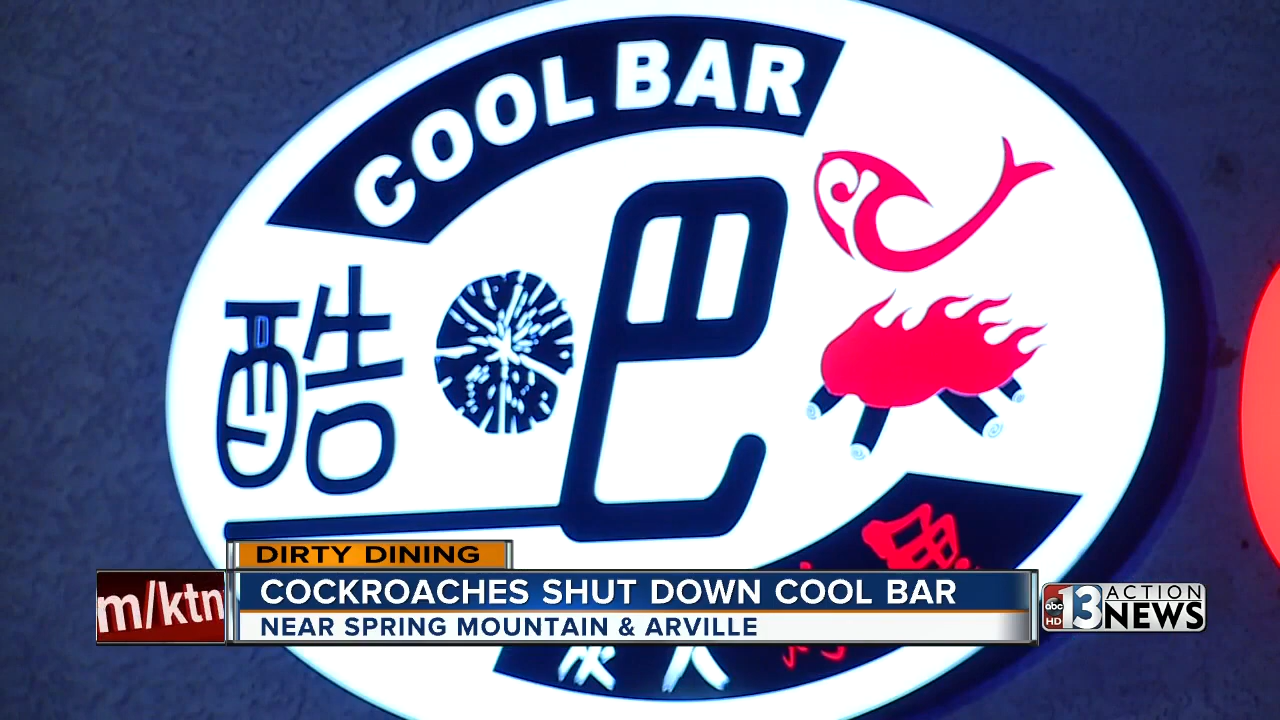 COOL BAR
酷 吧
DIRTY DINING
COCKROACHES SHUT DOWN COOL BAR
NEAR SPRING MOUNTAIN & ARVILLE
m/ktn
abc HD 13 ACTION NEWS